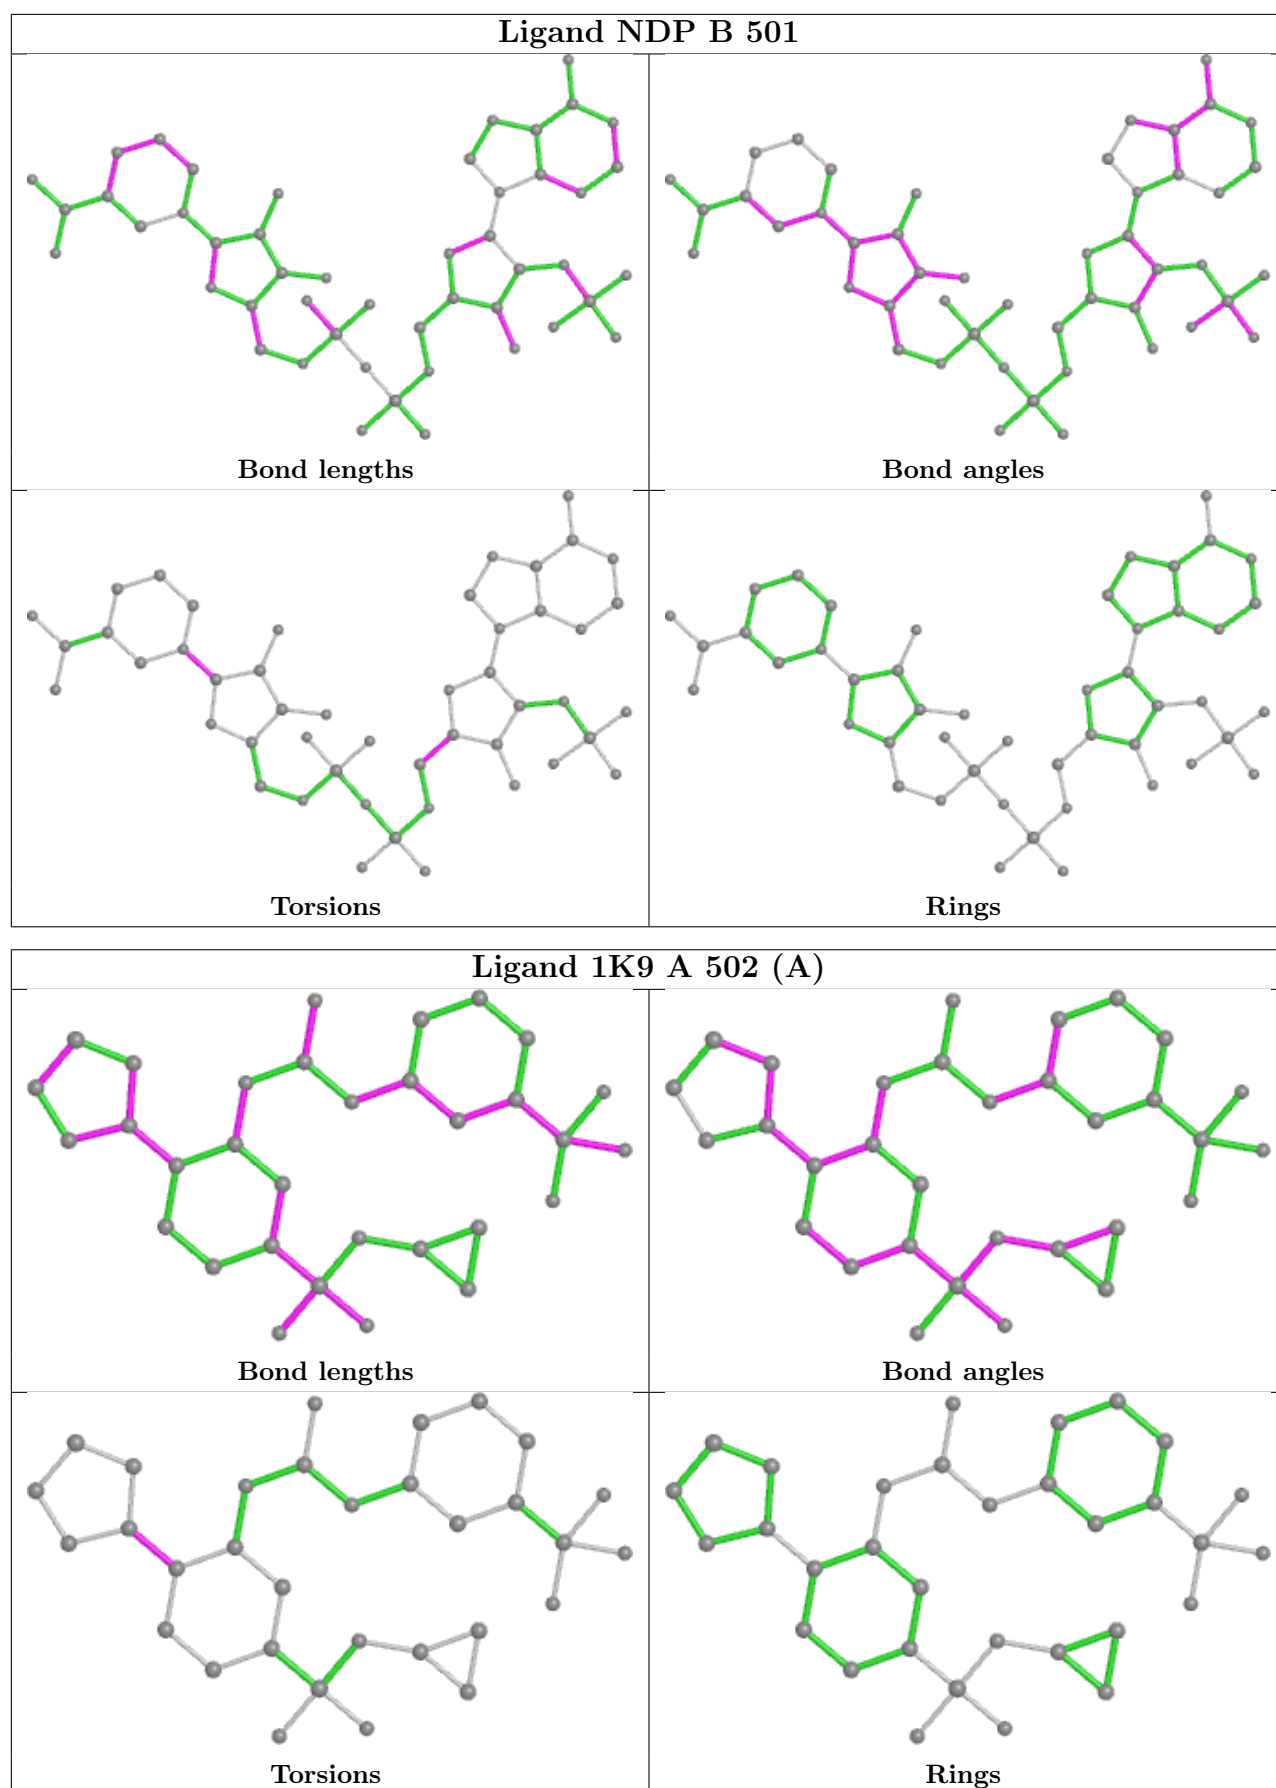 Ligand NDP B 501
Bond lengths
Bond angles
Torsions
Rings
Ligand 1K9 A 502 (A)
Bond lengths
Bond angles
Torsions
Rings